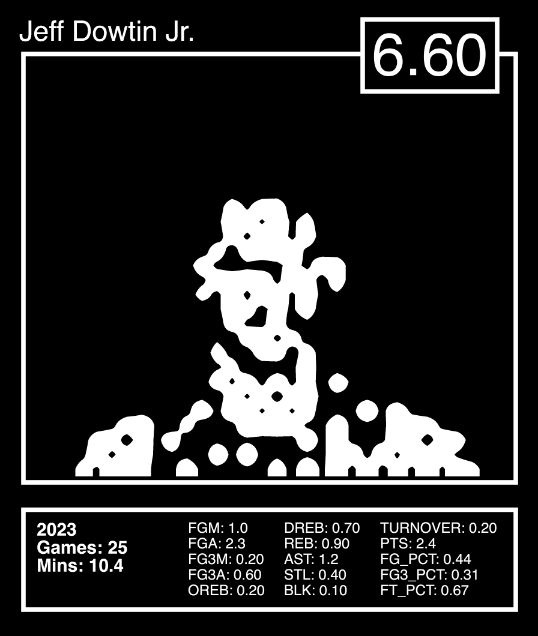 Jeff Dowtin Jr.
6.60
2023
Games: 25
Mins: 10.4
FGM: 1.0
FGA: 2.3
FG3M: 0.20
FG3A: 0.60
OREB: 0.20
DREB: 0.70
REB: 0.90
AST: 1.2
STL: 0.40
BLK: 0.10
TURNOVER: 0.20
PTS: 2.4
FG_PCT: 0.44
FG3_PCT: 0.31
FT_PCT: 0.67